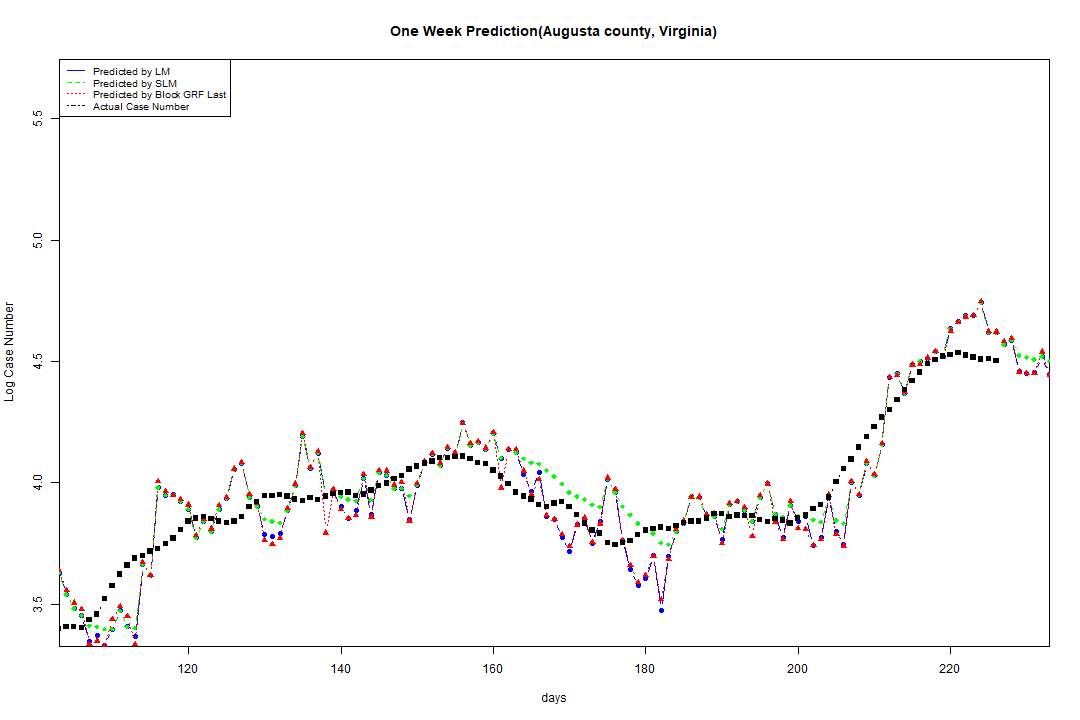 One Week Prediction(Augusta county, Virginia)
Predicted by LM
Predicted by SLM
Predicted by Block GRF Last
Actual Case Number
5.5
5.0
4.5
4.0
3.5
Log Case Number
120 140 160 180 200 220
days